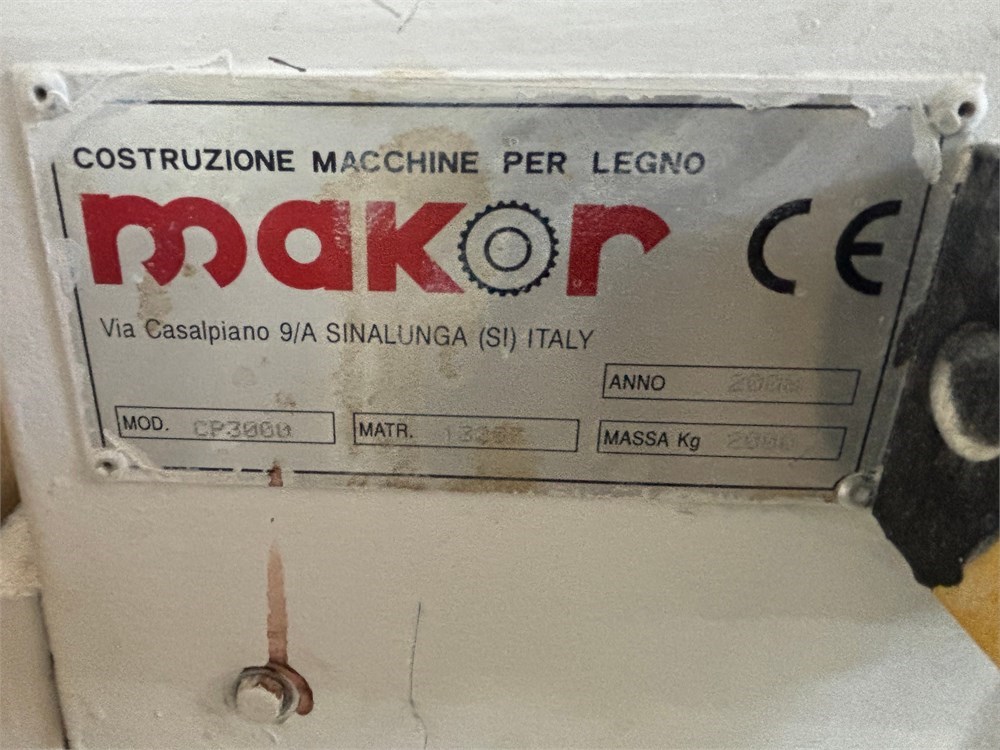 COSTRUZIONE MACCHINE PER LEGNO
makor CE
Via Casalpiano 9/A SINALUNGA (SI) ITALY
ANNO
MOD. CP3000 MATR. MASSA Kg